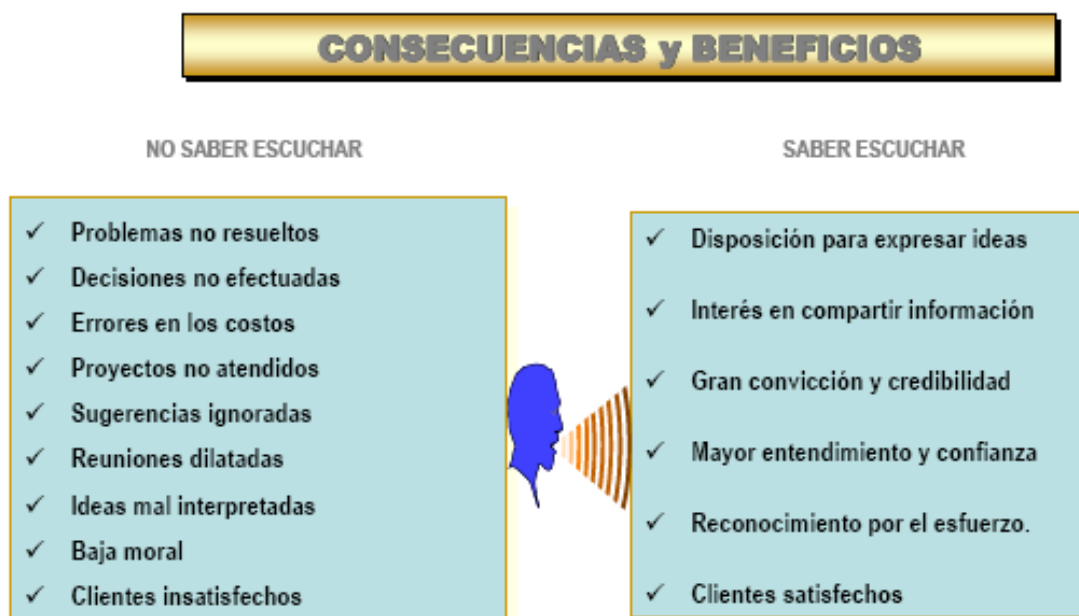 CONSECUENCIAS y BENEFICIOS
NO SABER ESCUCHAR
✓ Problemas no resueltos
✓ Decisiones no efectuadas
✓ Errores en los costos
✓ Proyectos no atendidos
✓ Sugerencias ignoradas
✓ Reuniones dilatadas
✓ Ideas mal interpretadas
✓ Baja moral
✓ Clientes insatisfechos
SABER ESCUCHAR
✓ Disposición para expresar ideas
✓ Interés en compartir información
✓ Gran convicción y credibilidad
✓ Mayor entendimiento y confianza
✓ Reconocimiento por el esfuerzo.
✓ Clientes satisfechos